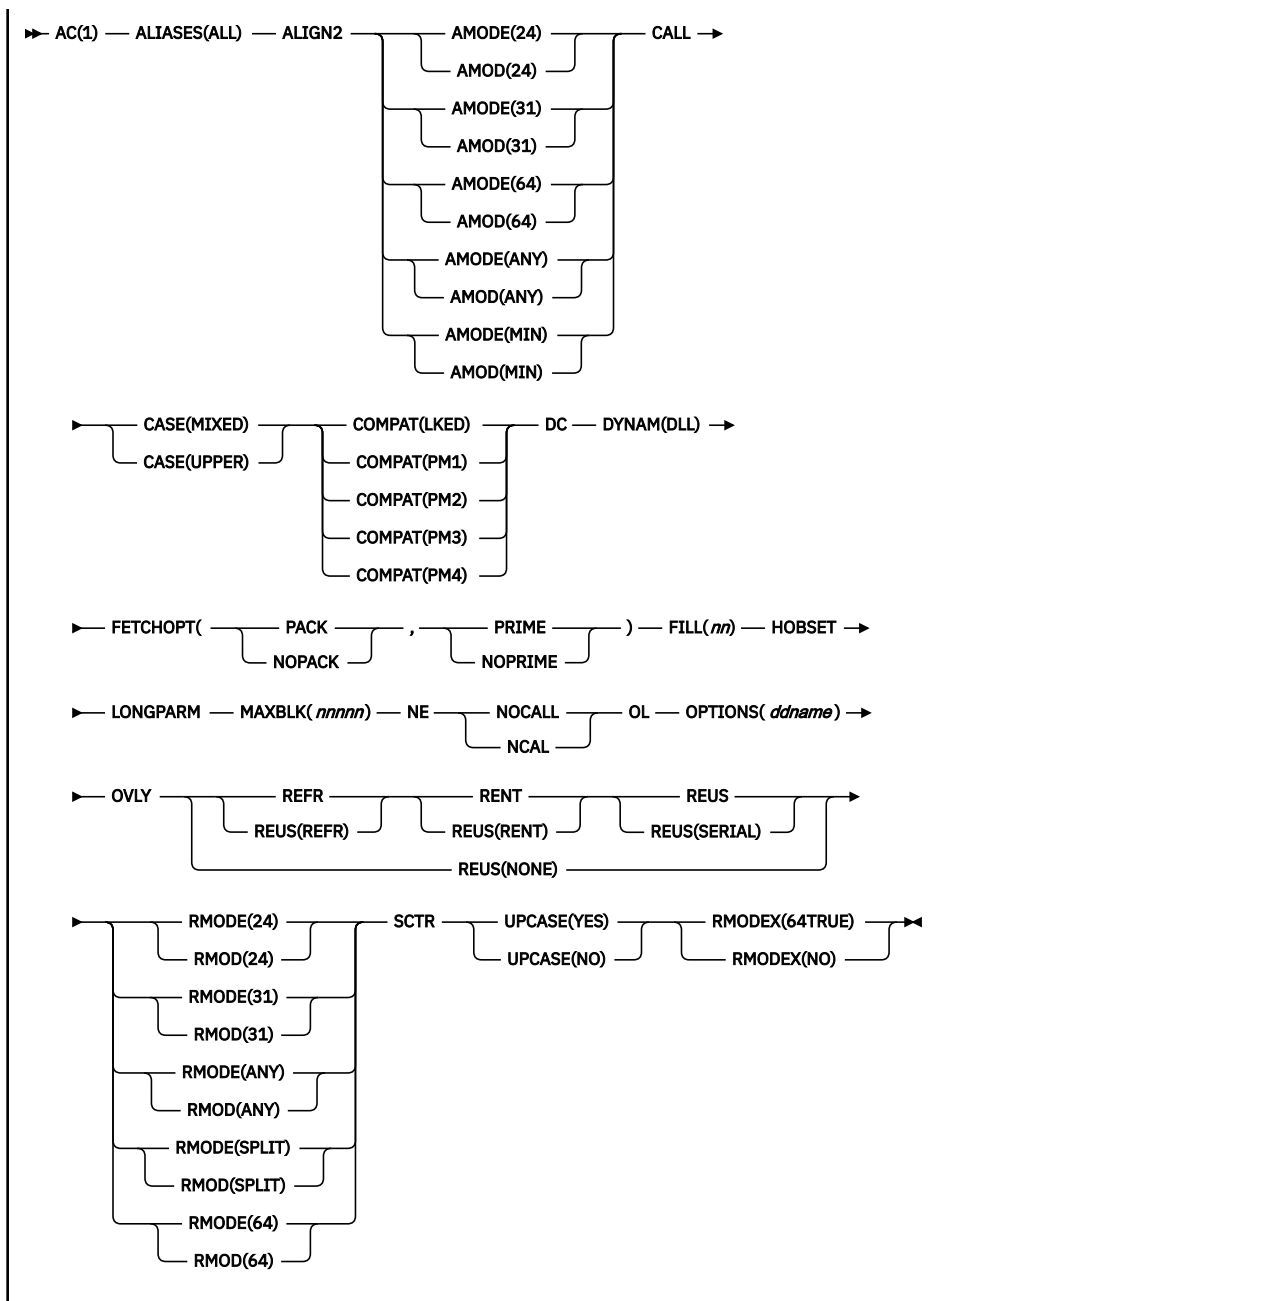 AC(1) ALIASES(ALL) ALIGN2 AMODE(24) CALL
AMOD(24)
AMODE(31)
AMOD(31)
AMODE(64)
AMOD(64)
AMODE(ANY)
AMOD(ANY)
AMODE(MIN)
AMOD(MIN)
CASE(MIXED) COMPAT(LKED) DC DYNAM(DLL)
CASE(UPPER) COMPAT(PM1)
COMPAT(PM2)
COMPAT(PM3)
COMPAT(PM4)
FETCHOPT( PACK , PRIME ) FILL(nn) HOBSET
NOPACK NOPRIME
LONGPARM MAXBLK( nnnnn ) NE NOCALL OL OPTIONS( ddname )
NCAL
OVLY REFR RENT REUS
REUS(REFR) REUS(RENT) REUS(SERIAL)
REUS(NONE)
RMODE(24) SCTR UPCASE(YES) RMODEX(64TRUE)
RMOD(24) UPCASE(NO) RMODEX(NO)
RMODE(31)
RMOD(31)
RMODE(ANY)
RMOD(ANY)
RMODE(SPLIT)
RMOD(SPLIT)
RMODE(64)
RMOD(64)